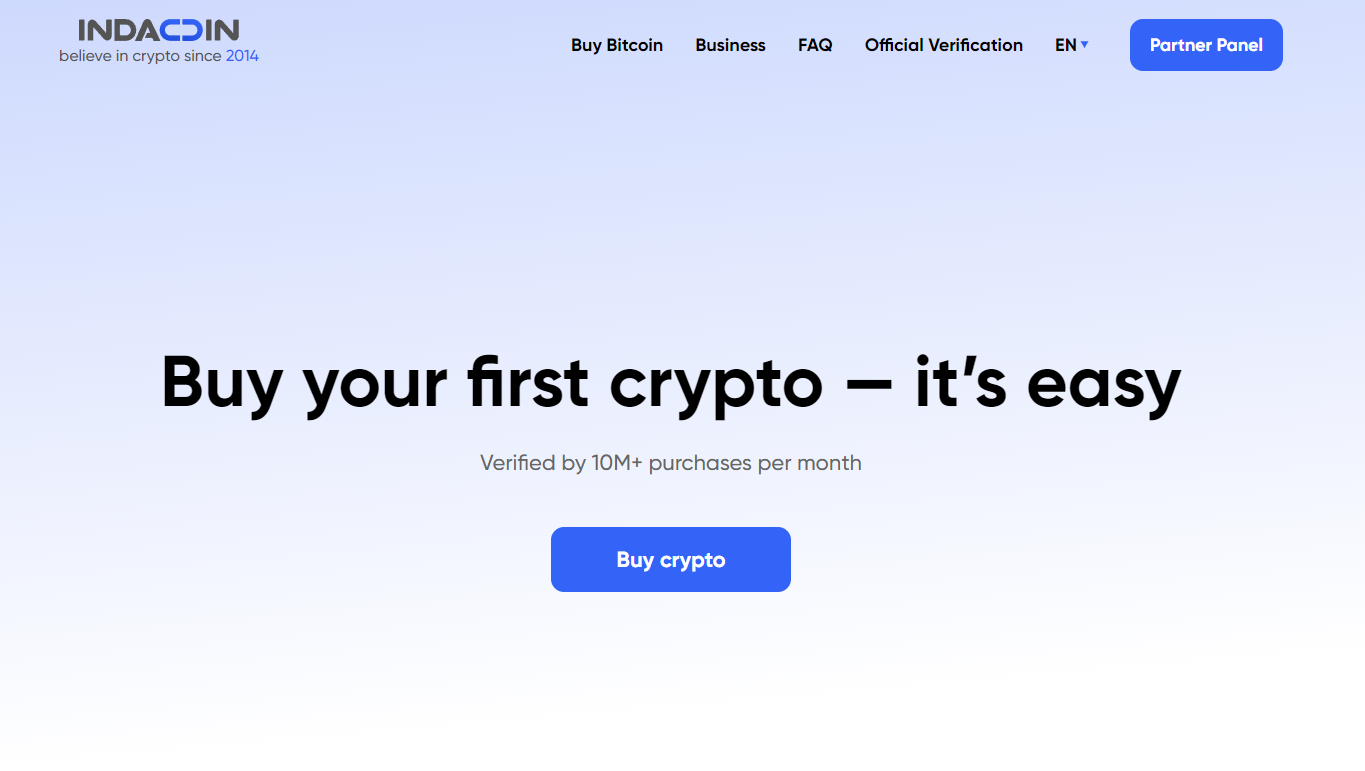 INDACOIN
believe in crypto since 2014
Buy Bitcoin
Business
FAQ
Official Verification
EN
Partner Panel
Buy your first crypto — it’s easy
Verified by 10M+ purchases per month
Buy crypto